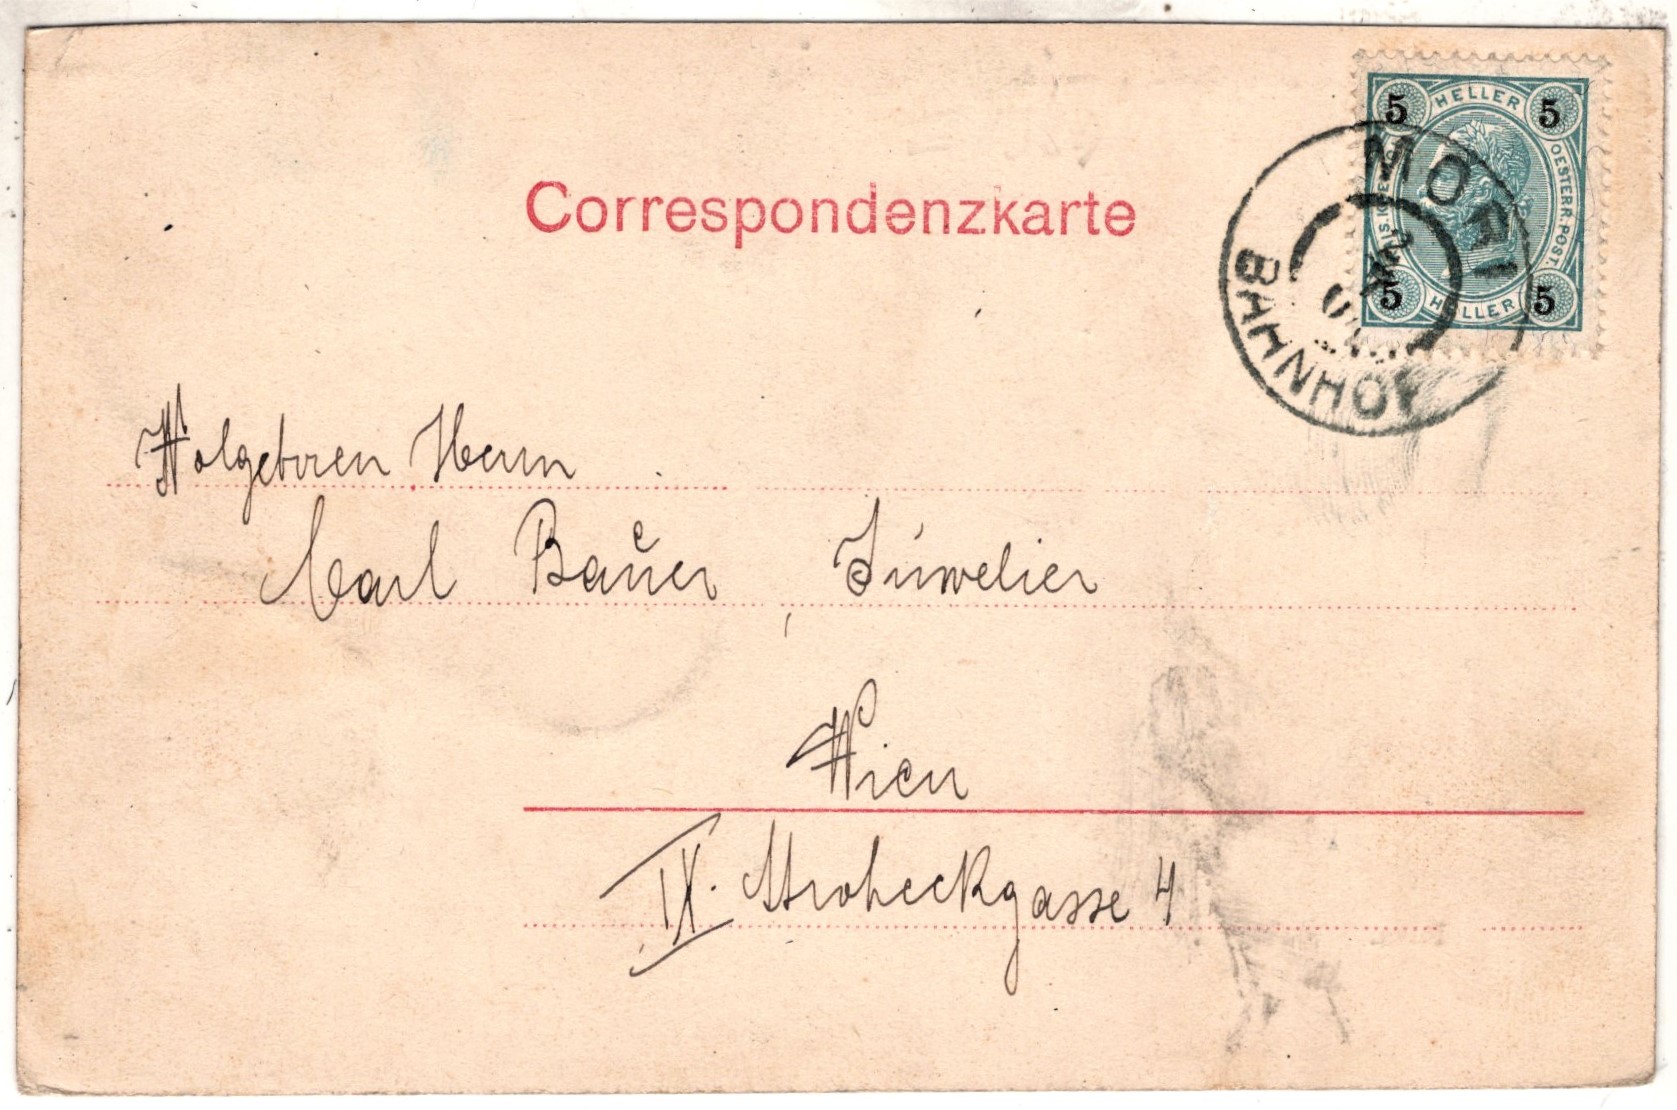 Correspondenzkarte
5 HELLER 5
OESTERR. POST.
5 HELLER 5
MORI
BAHNHOF
Wolgeboren Herrn
Carl Bauer Juwelier
Wien
IX. Stroheckgasse 4